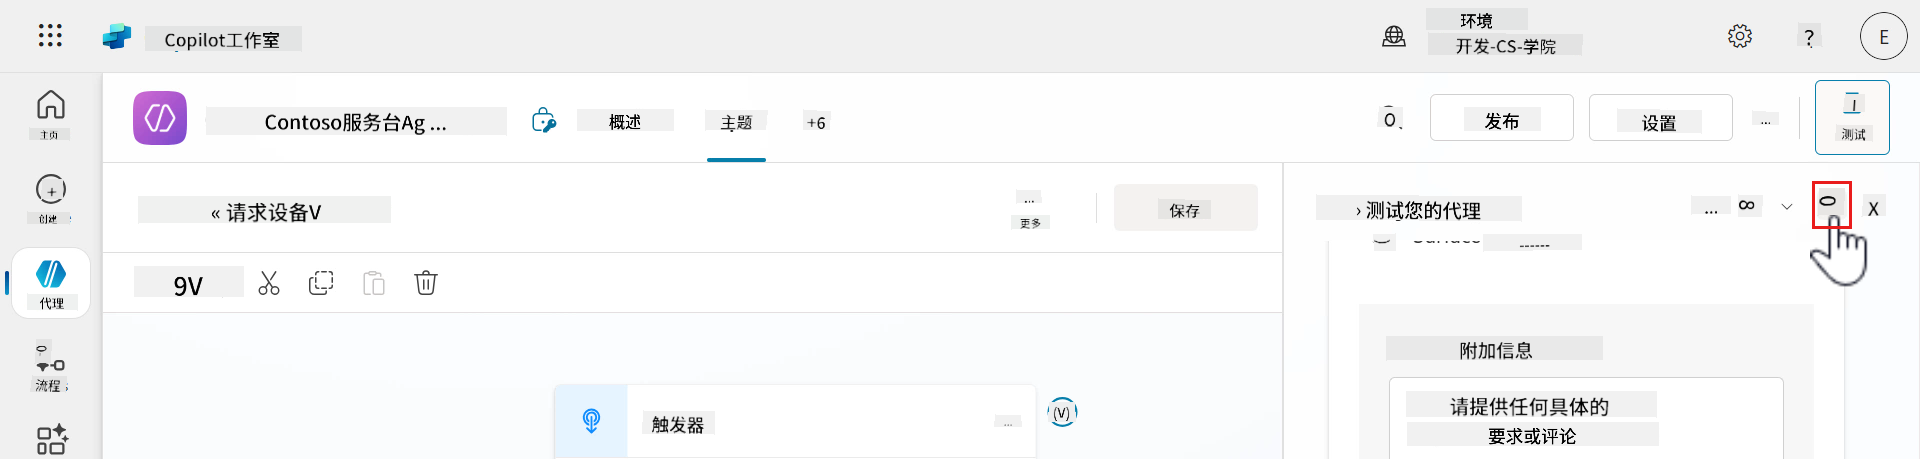 Copilot工作室
环境
开发-CS-学院
?
E
主页
Contoso服务台Ag ...
概述
主题
+6
发布
设置
...
测试
创建
« 请求设备V
...
更多
保存
› 测试您的代理
...
∞
X
代理
9V
流程
附加信息
触发器
...
(V)
请提供任何具体的
要求或评论